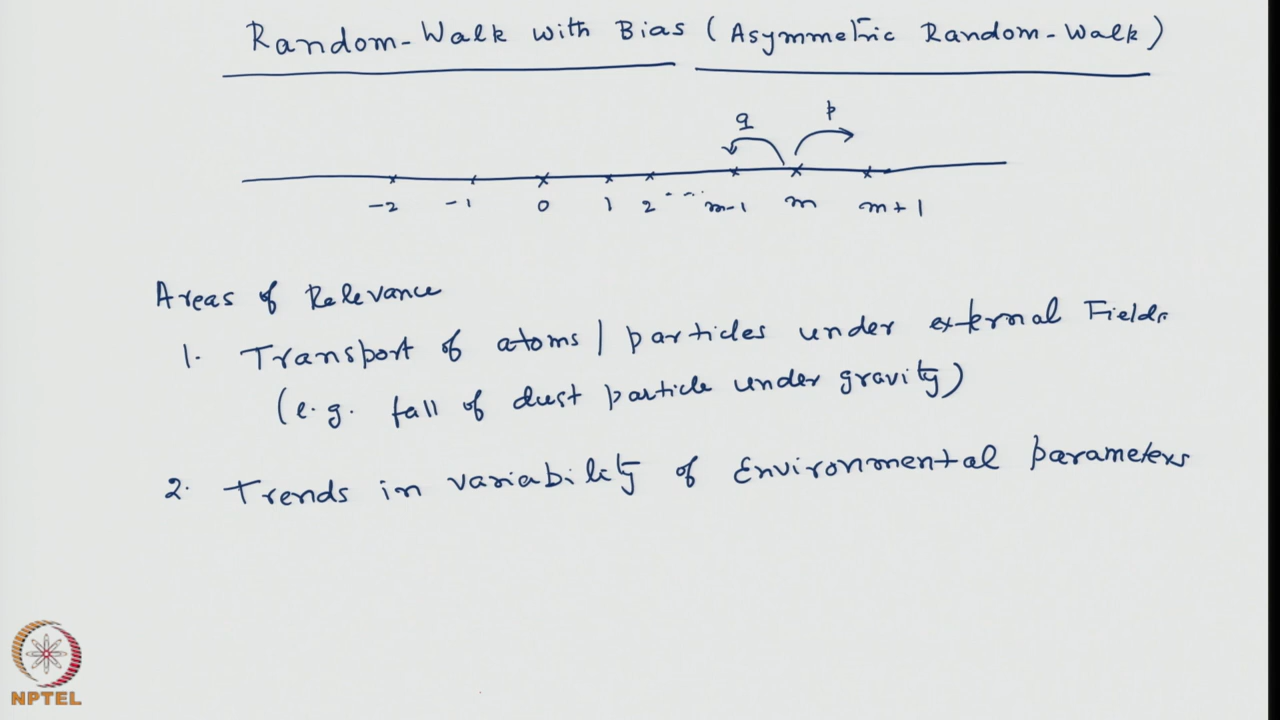 Random-Walk with Bias (Asymmetric Random-Walk)
q p
-2 -1 0 1 2 ..... m-1 m m+1
Areas of Relevance
1. Transport of atoms / particles under external Fields
(e.g. fall of dust particle under gravity)
2. Trends in variability of Environmental parameters
NPTEL